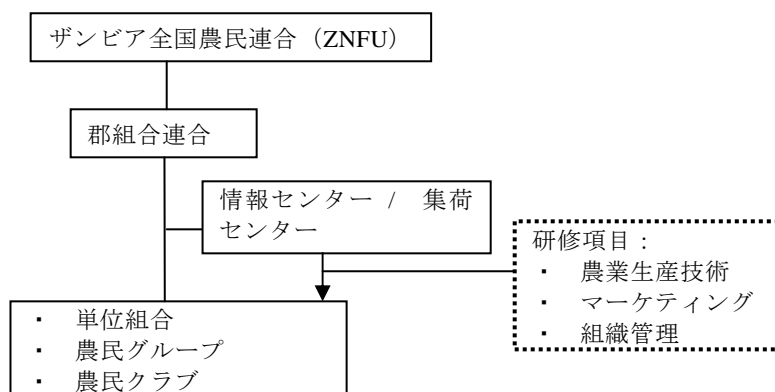 ザンビア全国農民連合（ZNFU）
郡組合連合
情報センター / 集荷
センター
研修項目：
・ 農業生産技術
・ マーケティング
・ 組織管理
・ 単位組合
・ 農民グループ
・ 農民クラブ